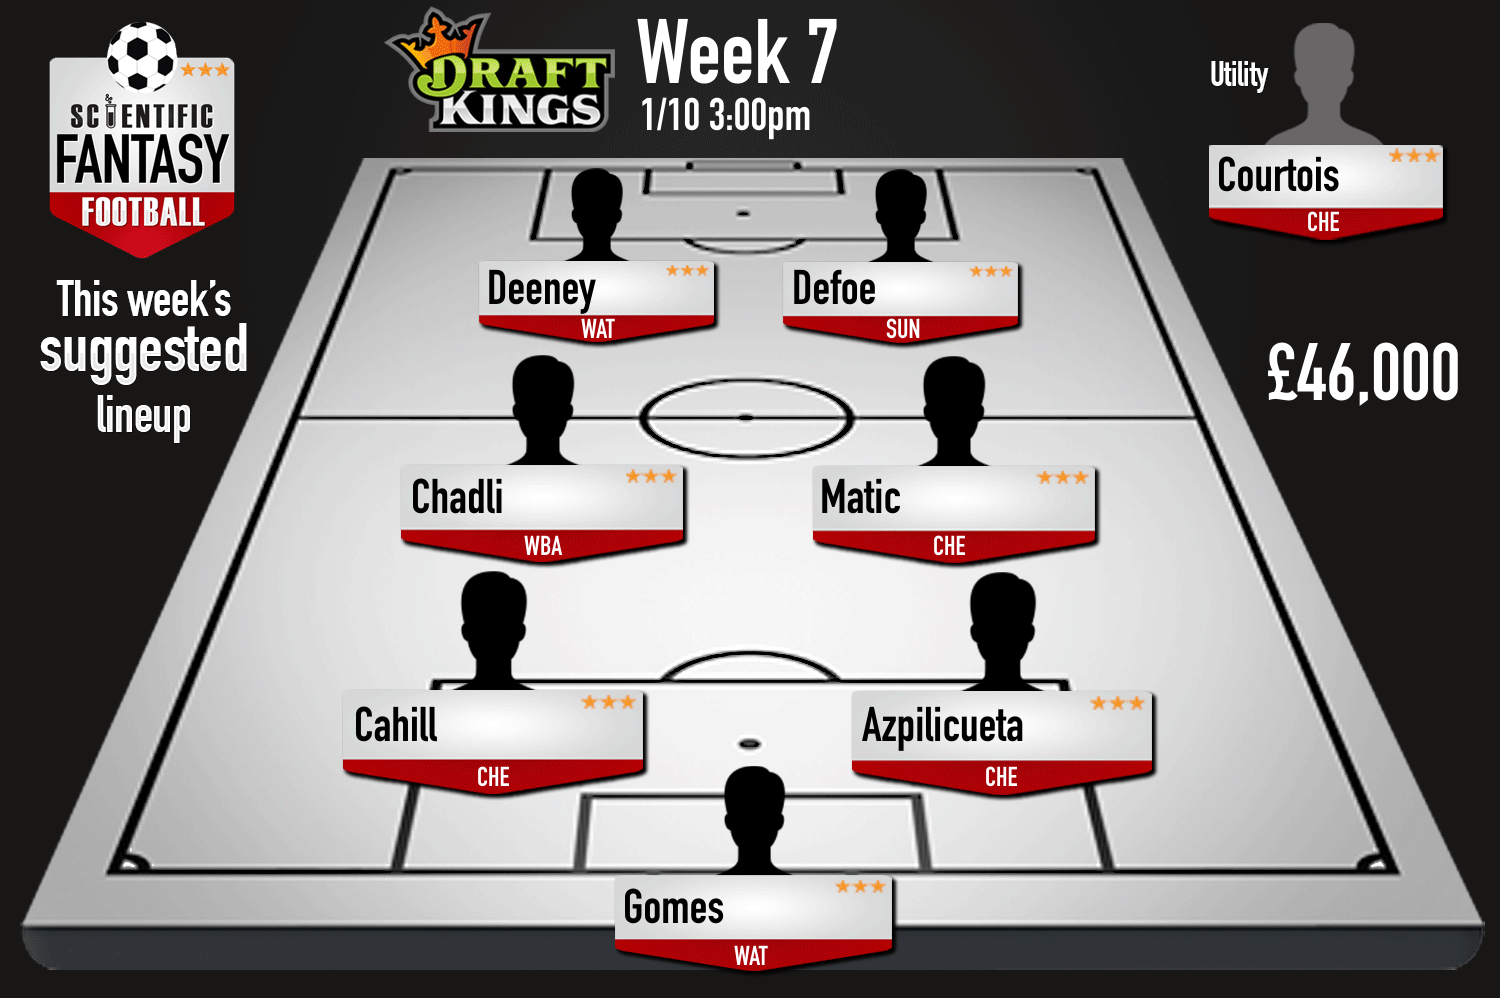 SCIENTIFIC
FANTASY
FOOTBALL
This week's
suggested
lineup
DRAFT
KINGS
Week 7
1/10 3:00pm
Utility
Courtois
CHE
£46,000
Deeney
WAT
Defoe
SUN
Chadli
WBA
Matic
CHE
Cahill
CHE
Azpilicueta
CHE
Gomes
WAT